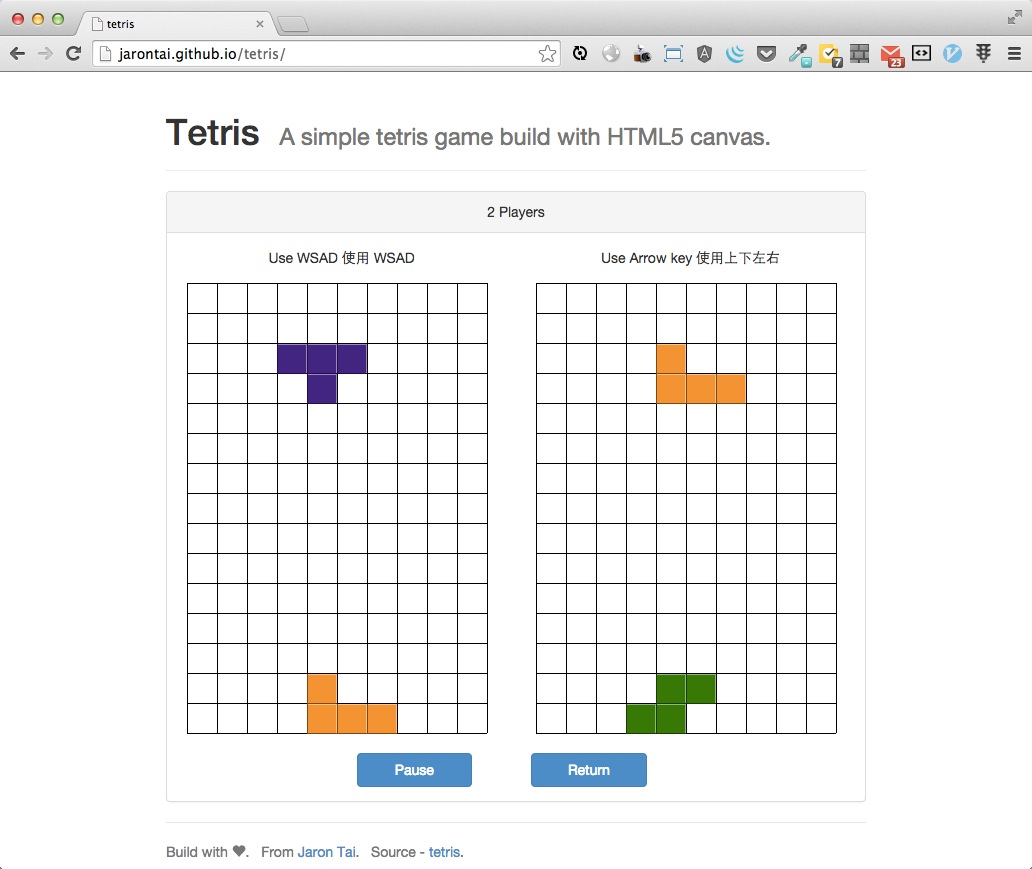 tetris
jarontai.github.io/tetris/
7
23
Tetris A simple tetris game build with HTML5 canvas.
2 Players
Use WSAD 使用 WSAD
Use Arrow key 使用上下左右
Pause
Return
Build with ♥. From Jaron Tai. Source - tetris.